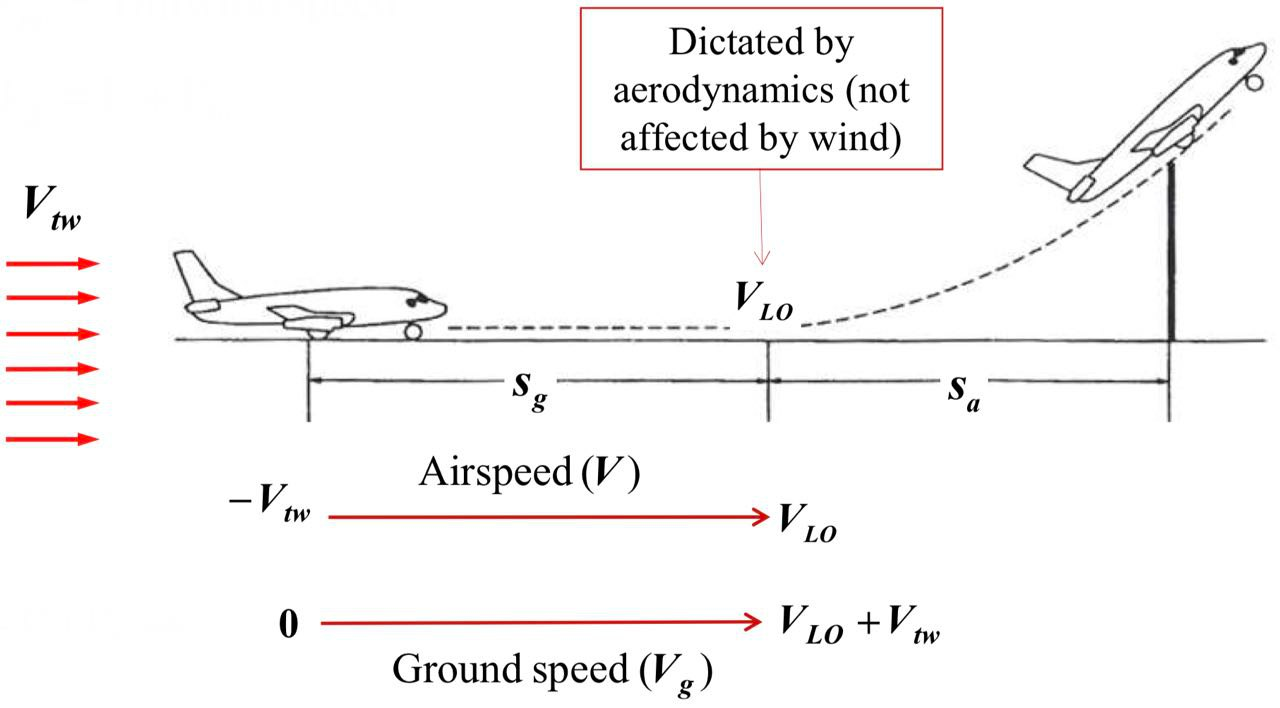 Dictated by
aerodynamics (not
affected by wind)
V_tw
V_LO
s_g
s_a
Airspeed (V)
−V_tw
V_LO
0
V_LO + V_tw
Ground speed (V_g)